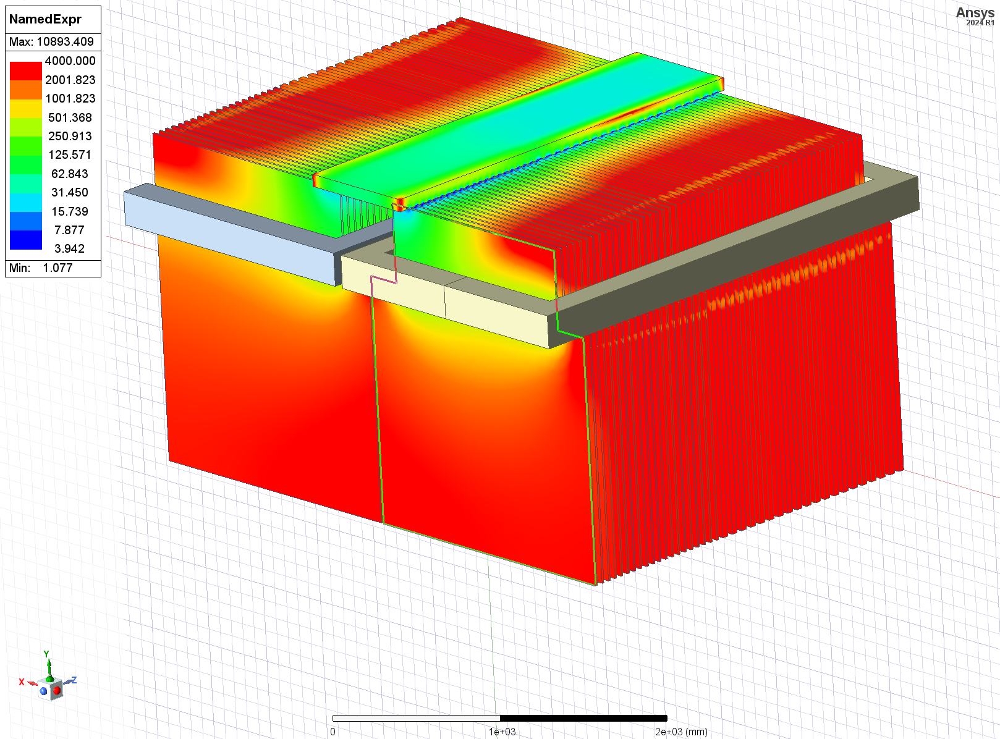 NamedExpr
Max: 10893.409
4000.000
2001.823
1001.823
501.368
250.913
125.571
62.843
31.450
15.739
7.877
3.942
Min: 1.077
Ansys
2024 R1
Y
X
Z
0
1e+03
2e+03 (mm)